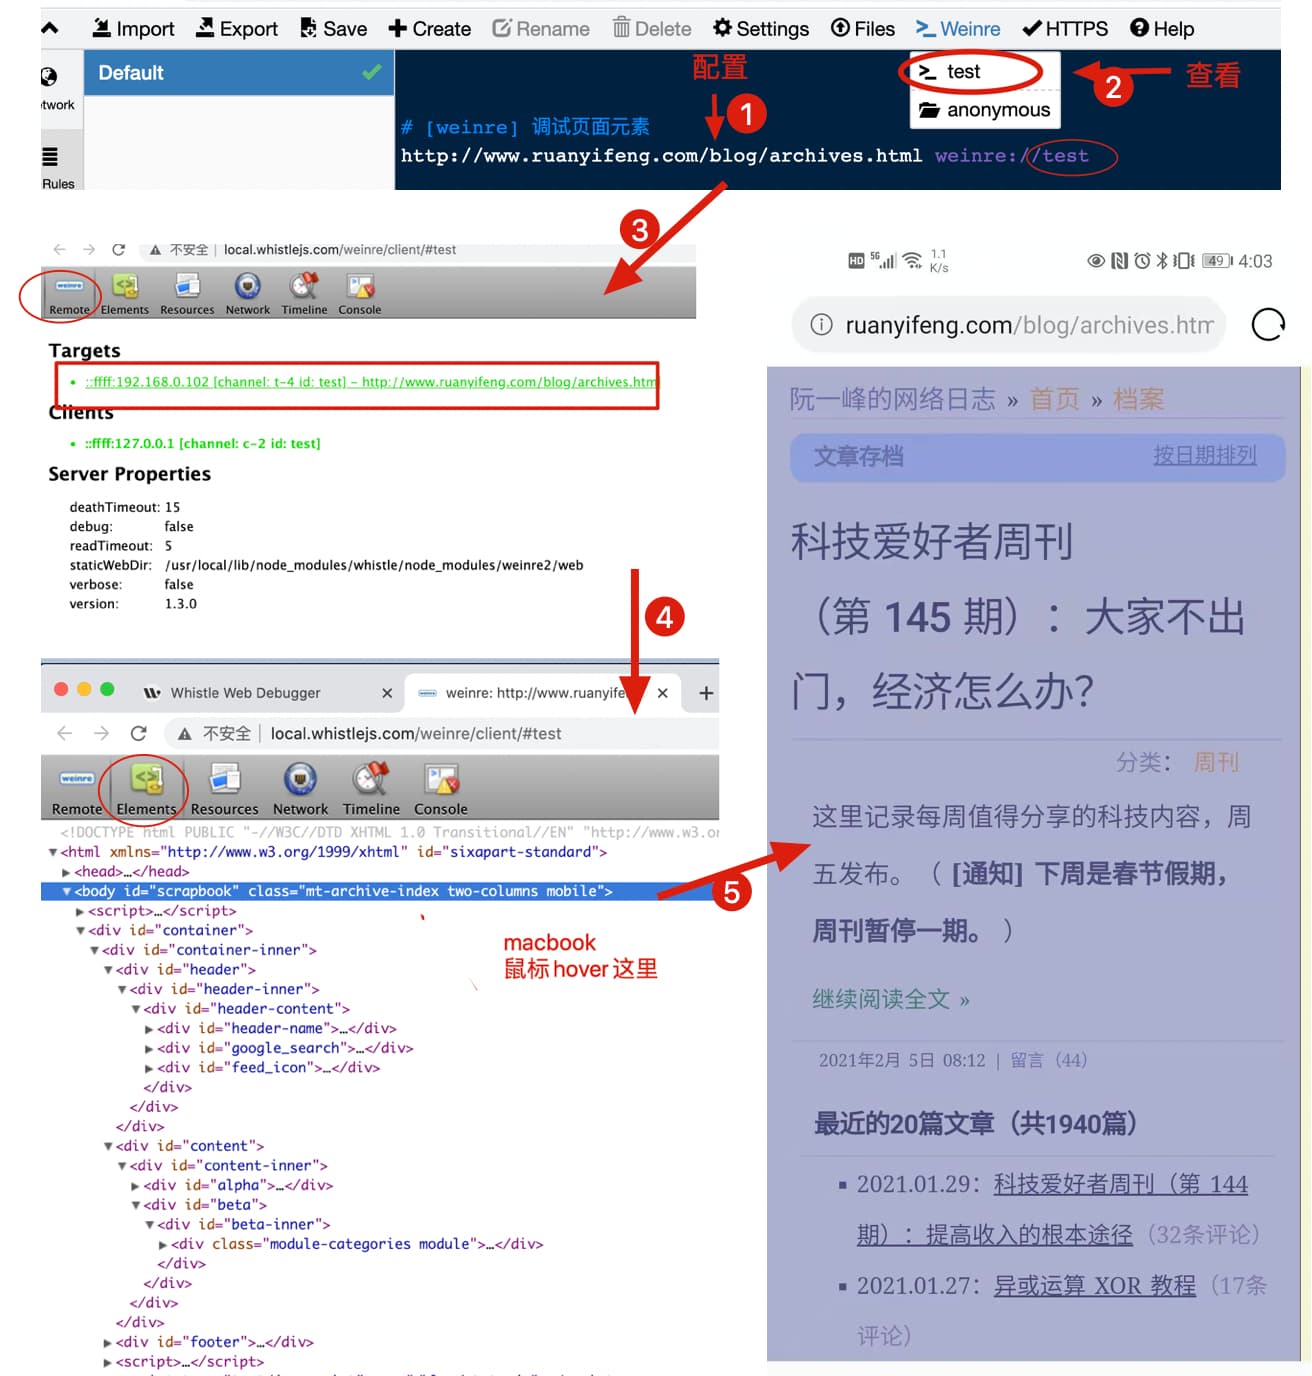 Import Export Save Create Rename Delete Settings Files Weinre HTTPS Help
Default
twork
Rules
配置
1
test
anonymous
2
查看
# [weinre] 调试页面元素
http://www.ruanyifeng.com/blog/archives.html weinre://test
3
不安全 | local.whistlejs.com/weinre/client/#test
weinre
Remote Elements Resources Network Timeline Console
Targets
::ffff:192.168.0.102 [channel: t-4 id: test] - http://www.ruanyifeng.com/blog/archives.htm
Clients
::ffff:127.0.0.1 [channel: c-2 id: test]
Server Properties
deathTimeout: 15
debug: false
readTimeout: 5
staticWebDir: /usr/local/lib/node_modules/whistle/node_modules/weinre2/web
verbose: false
version: 1.3.0
4
Whistle Web Debugger
weinre: http://www.ruanyife
不安全 | local.whistlejs.com/weinre/client/#test
weinre
Remote Elements Resources Network Timeline Console
<!DOCTYPE html PUBLIC "-//W3C//DTD XHTML 1.0 Transitional//EN" "http://www.w3.or
<html xmlns="http://www.w3.org/1999/xhtml" id="sixapart-standard">
<head>…</head>
<body id="scrapbook" class="mt-archive-index two-columns mobile">
<script>…</script>
<div id="container">
<div id="container-inner">
<div id="header">
<div id="header-inner">
<div id="header-content">
<div id="header-name">…</div>
<div id="google_search">…</div>
<div id="feed_icon">…</div>
</div>
</div>
</div>
<div id="content">
<div id="content-inner">
<div id="alpha">…</div>
<div id="beta">
<div id="beta-inner">
<div class="module-categories module">…</div>
</div>
</div>
</div>
</div>
<div id="footer">…</div>
<script>…</script>
macbook
鼠标hover这里
5
HD 5G 1.1 K/s 49 4:03
ruanyifeng.com/blog/archives.htm
阮一峰的网络日志 » 首页 » 档案
文章存档 按日期排列
科技爱好者周刊
（第 145 期）：大家不出
门，经济怎么办？
分类： 周刊
这里记录每周值得分享的科技内容，周
五发布。（[通知] 下周是春节假期，
周刊暂停一期。）
继续阅读全文 »
2021年2月 5日 08:12 | 留言（44）
最近的20篇文章（共1940篇）
2021.01.29：科技爱好者周刊（第 144
期）：提高收入的根本途径（32条评论）
2021.01.27：异或运算 XOR 教程（17条
评论）